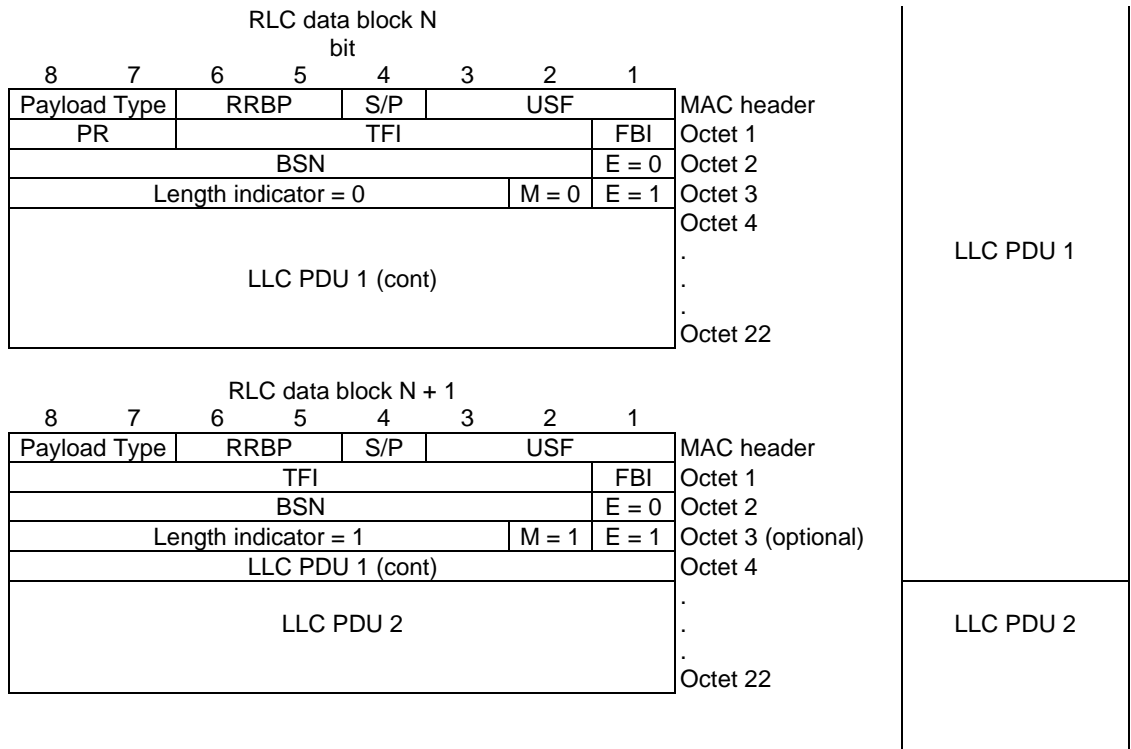 RLC data block N
bit
8 7 6 5 4 3 2 1
Payload Type RRBP S/P USF MAC header
PR TFI FBI Octet 1
BSN E = 0 Octet 2
Length indicator = 0 M = 0 E = 1 Octet 3
Octet 4
.
LLC PDU 1
LLC PDU 1 (cont) .
.
Octet 22
RLC data block N + 1
8 7 6 5 4 3 2 1
Payload Type RRBP S/P USF MAC header
TFI FBI Octet 1
BSN E = 0 Octet 2
Length indicator = 1 M = 1 E = 1 Octet 3 (optional)
LLC PDU 1 (cont) Octet 4
.
LLC PDU 2 . LLC PDU 2
.
Octet 22